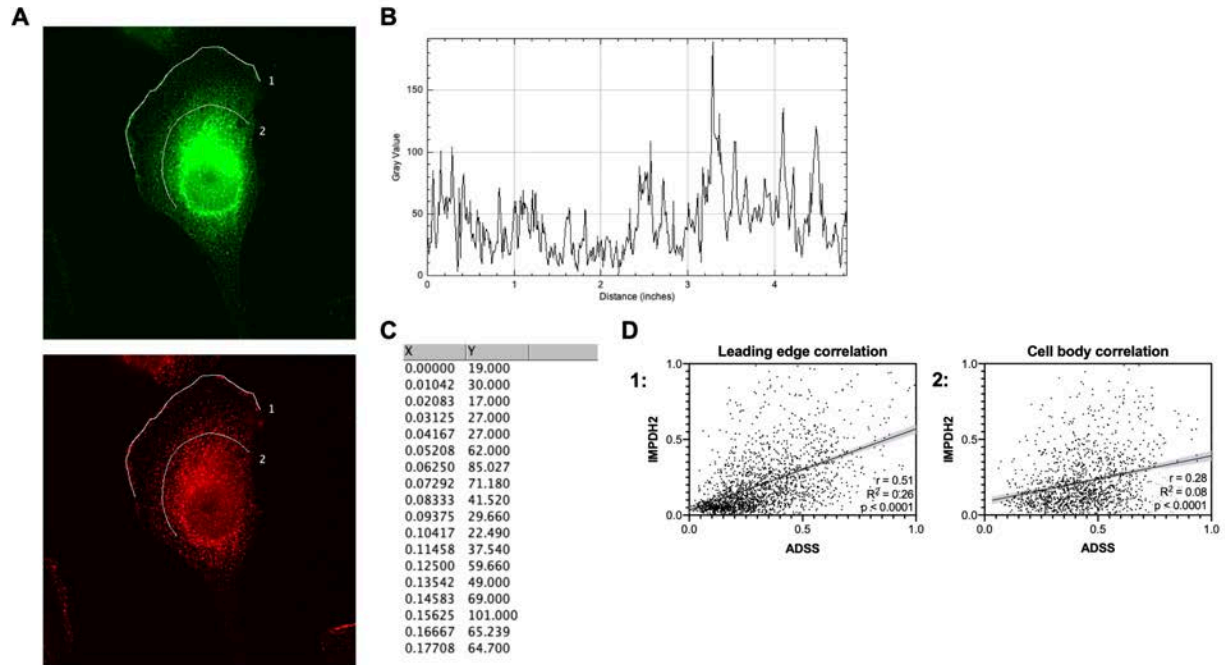 A
1
2
1
2
B
150
100
50
0
Gray Value
0 1 2 3 4
Distance (inches)
C
X Y
0.00000 19.000
0.01042 30.000
0.02083 17.000
0.03125 27.000
0.04167 27.000
0.05208 62.000
0.06250 85.027
0.07292 71.180
0.08333 41.520
0.09375 29.660
0.10417 22.490
0.11458 37.540
0.12500 59.660
0.13542 49.000
0.14583 69.000
0.15625 101.000
0.16667 65.239
0.17708 64.700
D
Leading edge correlation
1:
1.0
0.5
0.0
IMPDH2
r = 0.51
R² = 0.26
p < 0.0001
0.0 0.5 1.0
ADSS
Cell body correlation
2:
1.0
0.5
0.0
IMPDH2
r = 0.28
R² = 0.08
p < 0.0001
0.0 0.5 1.0
ADSS